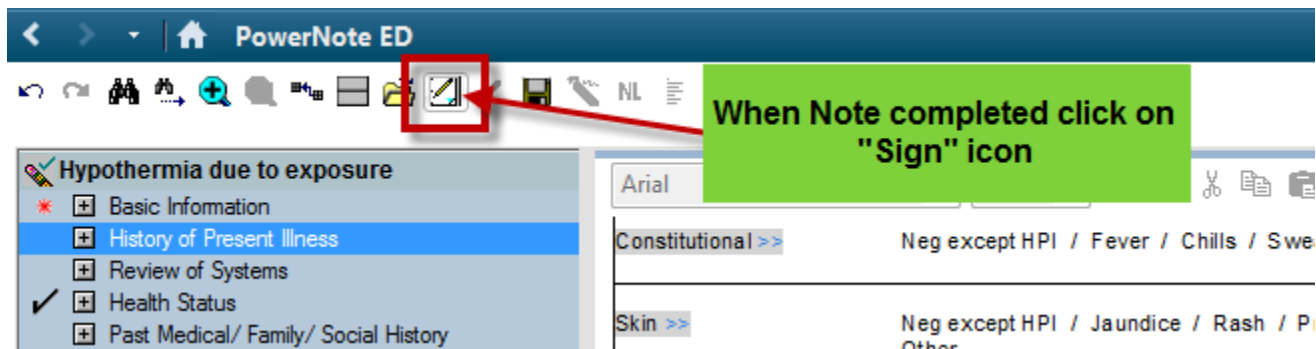 PowerNote ED
NL
When Note completed click on
"Sign" icon
Hypothermia due to exposure
Basic Information
History of Present Illness
Review of Systems
Health Status
Past Medical/ Family/ Social History
Arial
Constitutional >> Neg except HPI / Fever / Chills /
Skin >> Neg except HPI / Jaundice / Rash /
Other